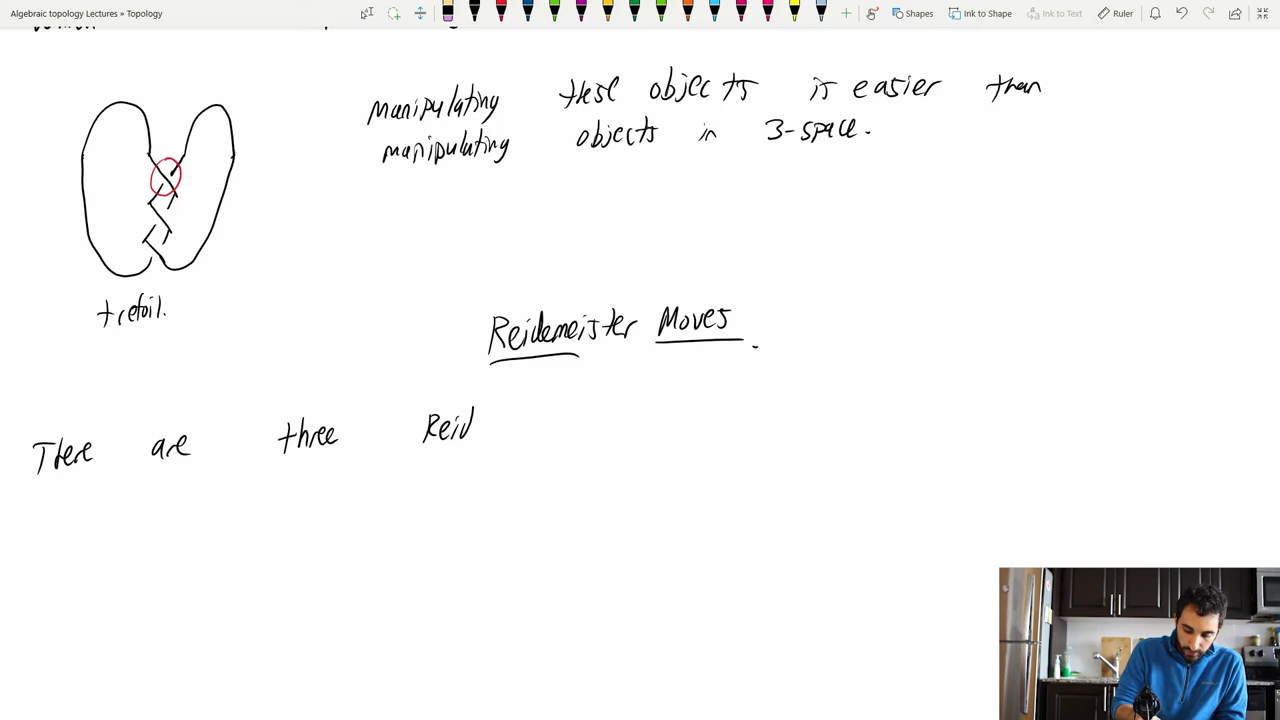 Algebraic topology Lectures » Topology
Shapes
Ink to Shape
Ink to Text
Ruler
manipulating these objects is easier than
manipulating objects in 3-space.
trefoil.
Reidemeister Moves.
There are three Reid